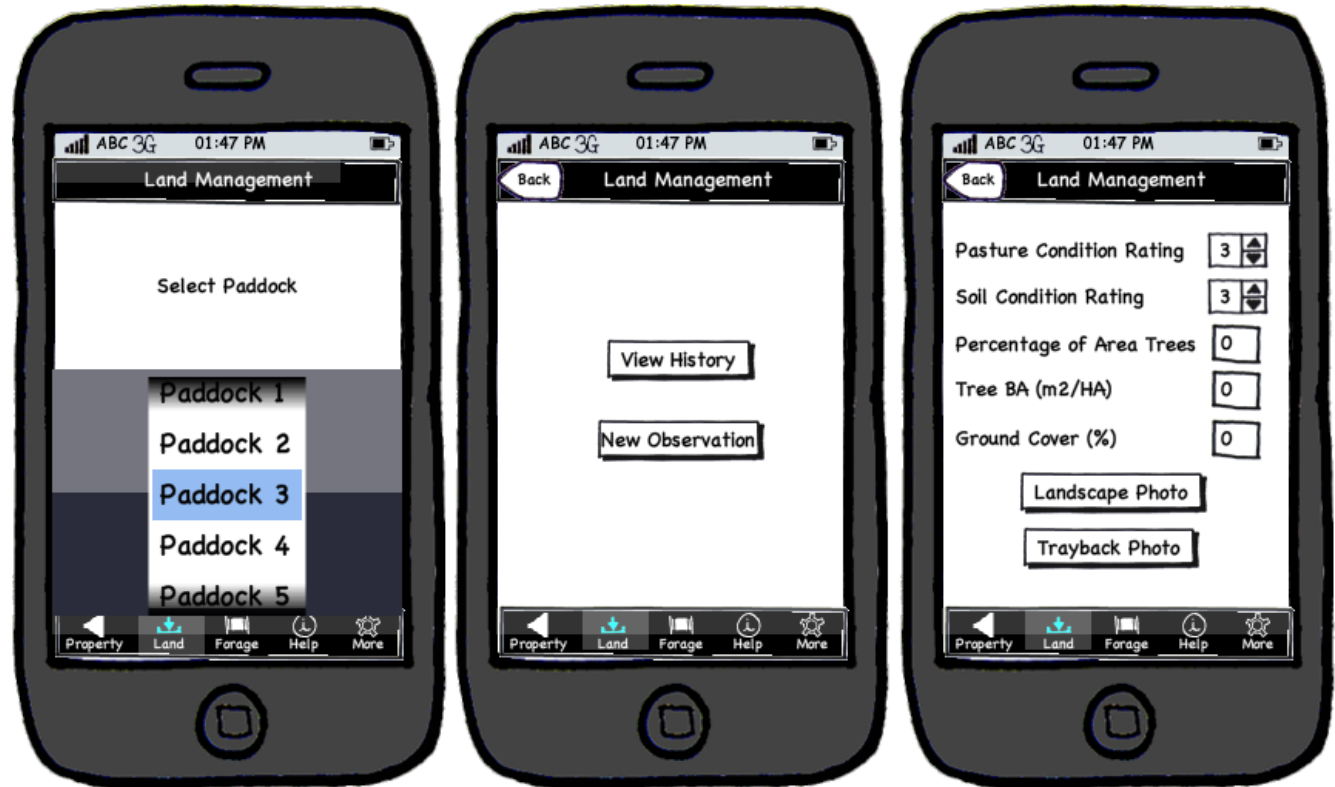 ABC 3G 01:47 PM
Land Management
Select Paddock
Paddock 1
Paddock 2
Paddock 3
Paddock 4
Paddock 5
Property Land Forage Help More
ABC 3G 01:47 PM
Back Land Management
View History
New Observation
Property Land Forage Help More
ABC 3G 01:47 PM
Back Land Management
Pasture Condition Rating 3
Soil Condition Rating 3
Percentage of Area Trees 0
Tree BA (m2/HA) 0
Ground Cover (%) 0
Landscape Photo
Trayback Photo
Property Land Forage Help More